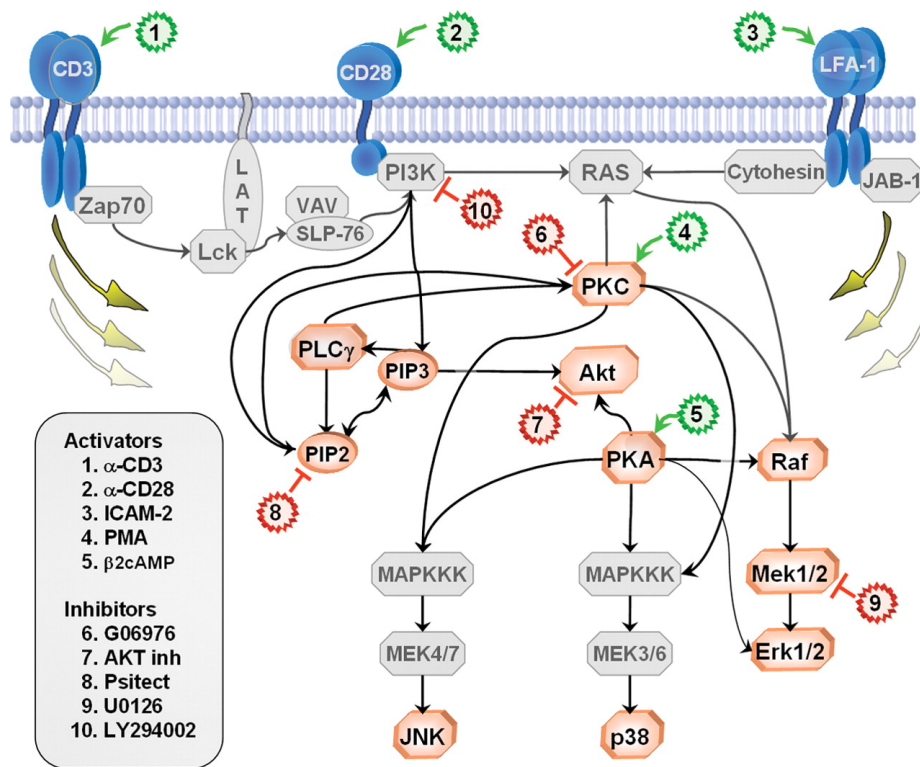 1
2
3
CD3
CD28
LFA-1
LAT
PI3K
RAS
Cytohesin
JAB-1
Zap70
VAV
SLP-76
Lck
10
6
4
PKC
PLCγ
PIP3
Akt
7
5
PIP2
PKA
Raf
8
MAPKKK
MAPKKK
Mek1/2
9
MEK4/7
MEK3/6
Erk1/2
JNK
p38
Activators
1. α-CD3
2. α-CD28
3. ICAM-2
4. PMA
5. β2cAMP
Inhibitors
6. G06976
7. AKT inh
8. Psitect
9. U0126
10. LY294002